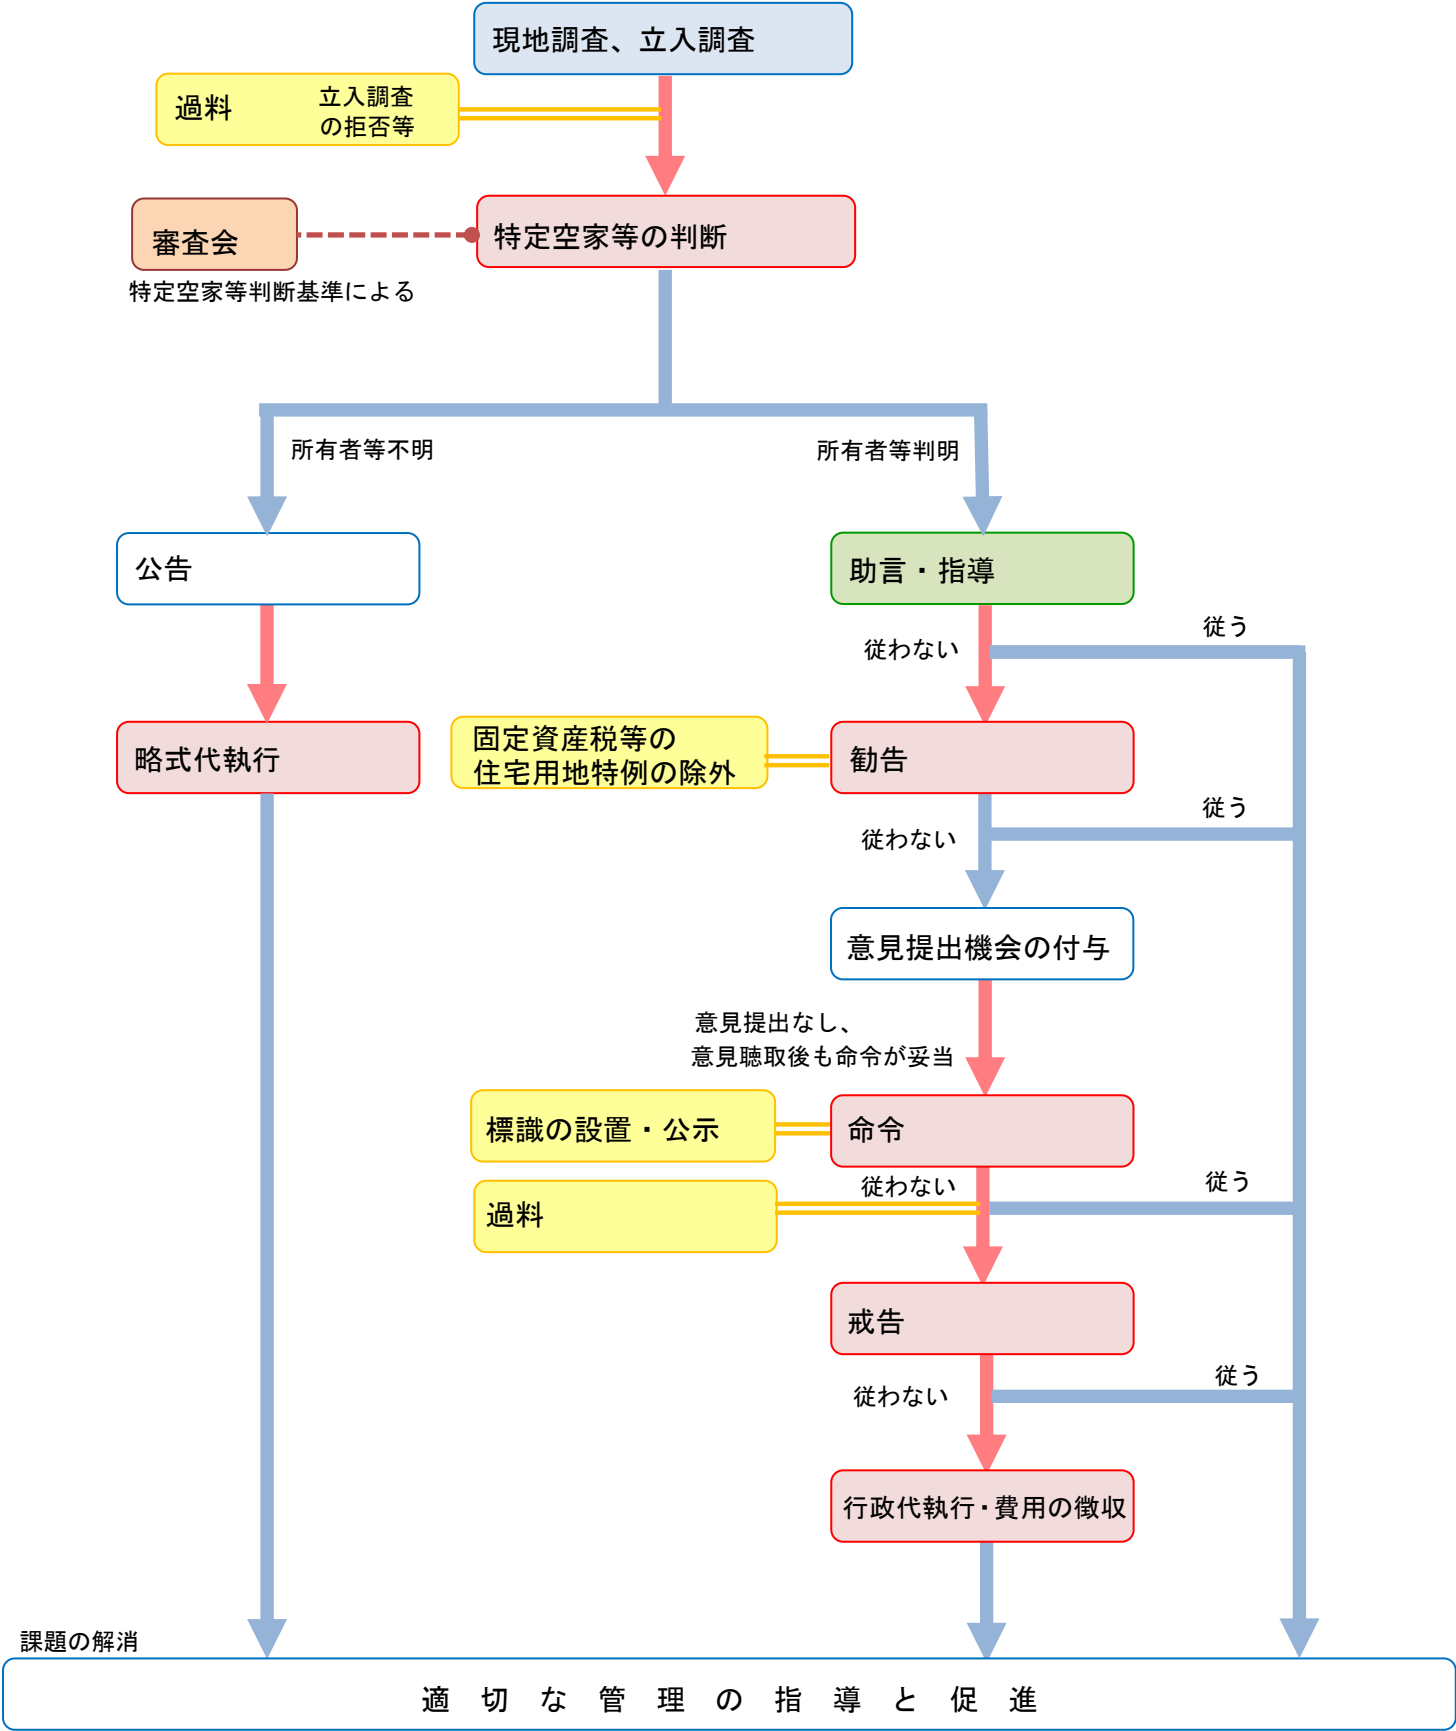 現地調査、立入調査
過料
立入調査
の拒否等
審査会
特定空家等の判断
特定空家等判断基準による
所有者等不明
所有者等判明
公告
助言・指導
従わない
従う
略式代執行
固定資産税等の
住宅用地特例の除外
勧告
従わない
従う
意見提出機会の付与
意見提出なし、
意見聴取後も命令が妥当
標識の設置・公示
命令
従わない
従う
過料
戒告
従わない
従う
行政代執行・費用の徴収
課題の解消
適切な管理の指導と促進